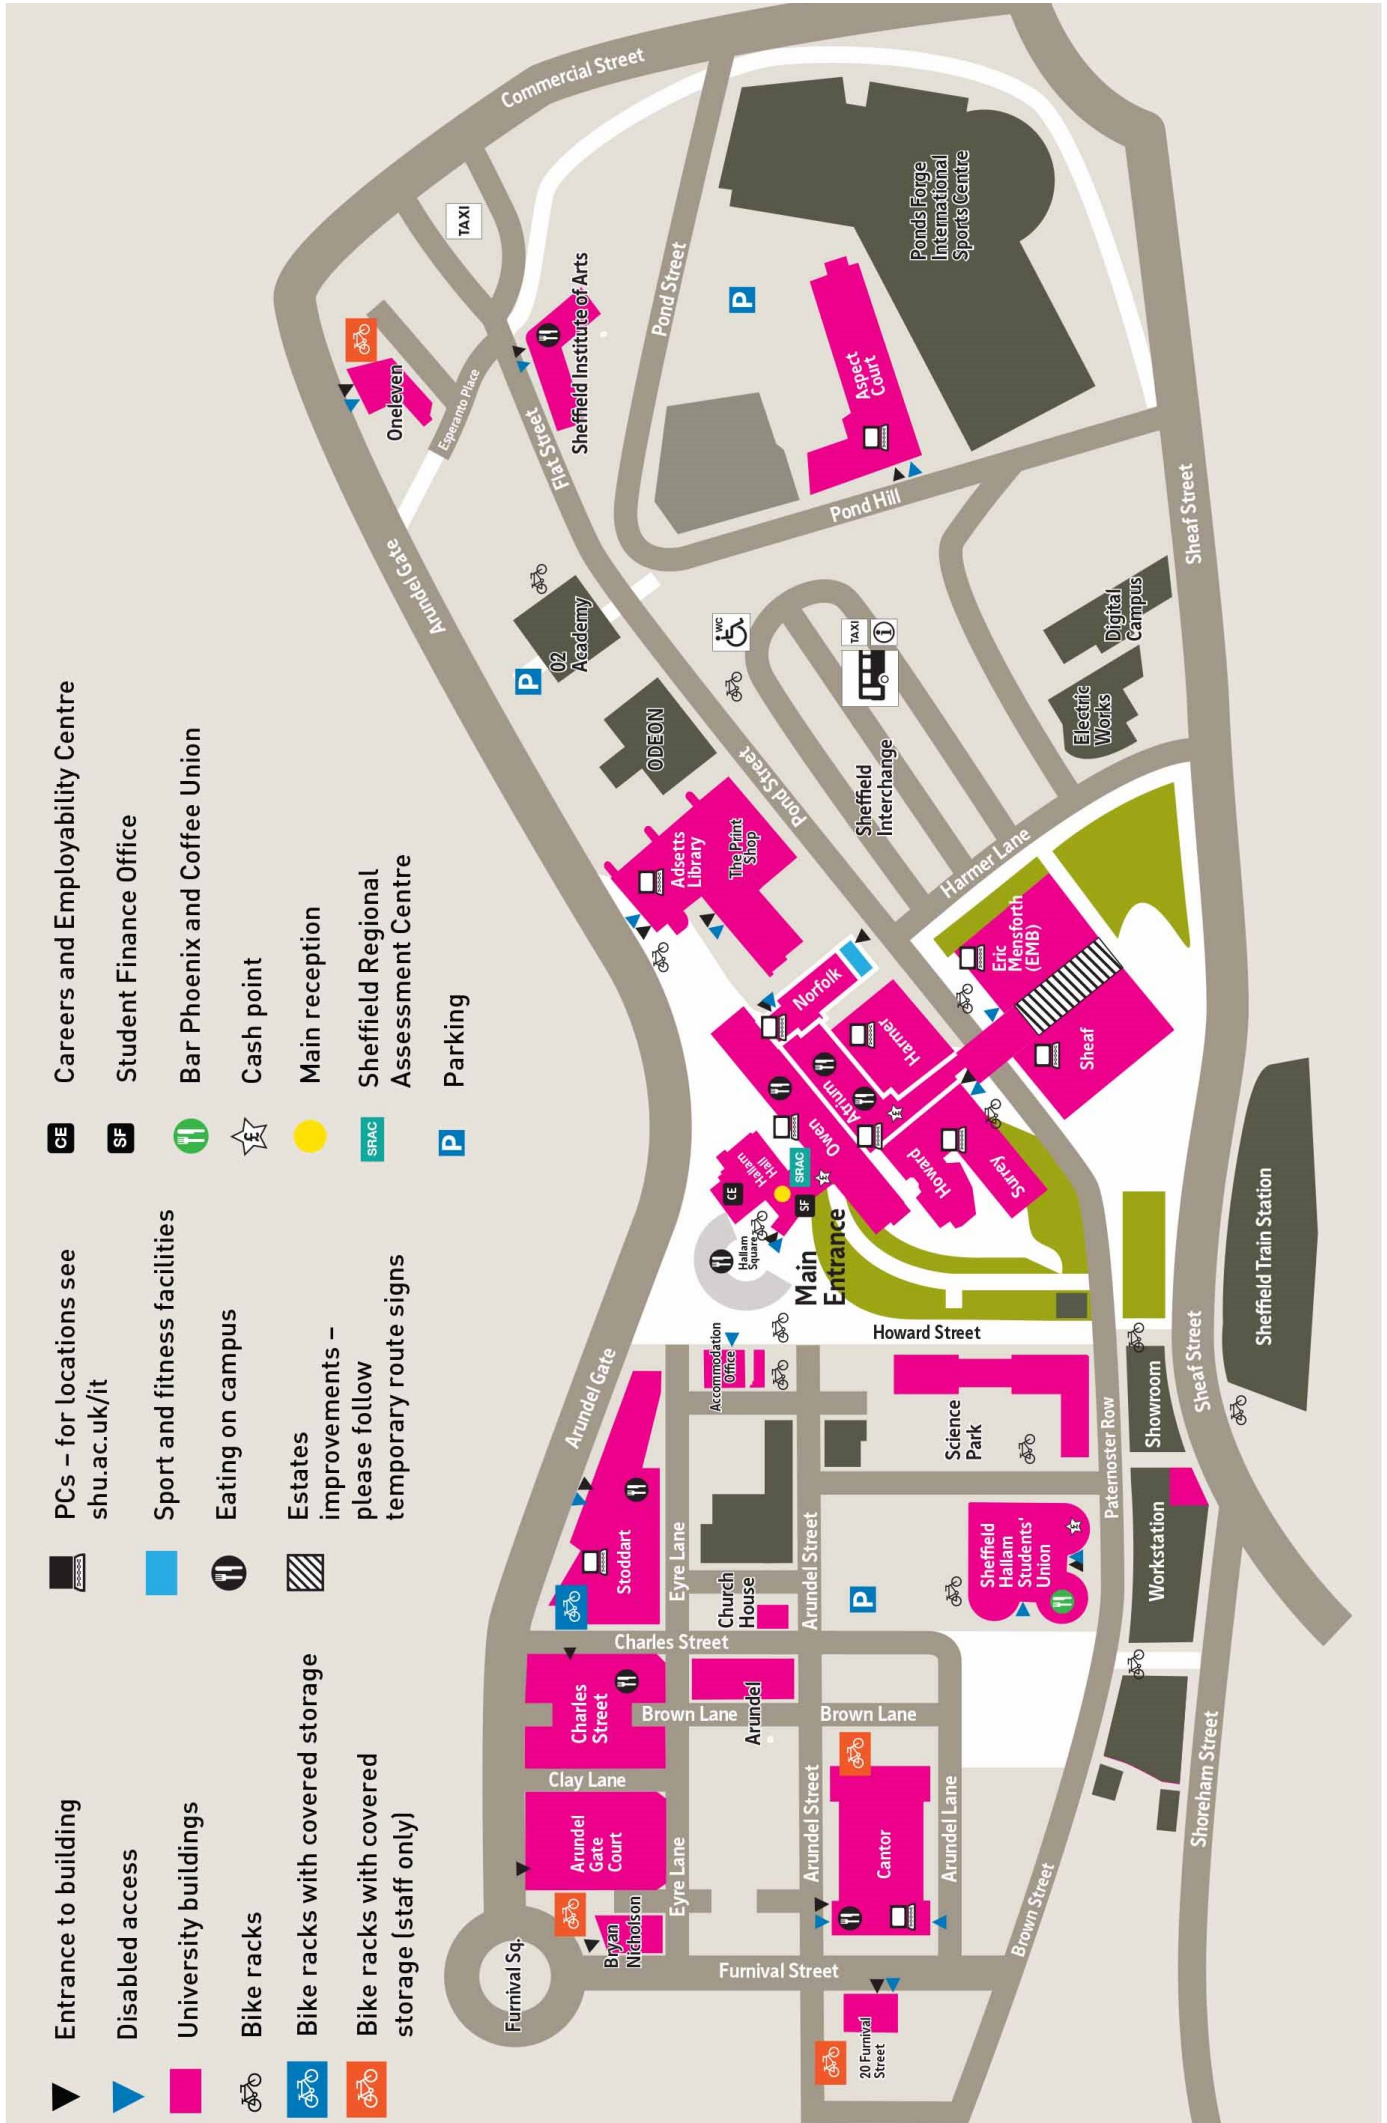 Entrance to building
Disabled access
University buildings
Bike racks
Bike racks with covered storage
Bike racks with covered
storage (staff only)
PCs – for locations see
shu.ac.uk/it
Sport and fitness facilities
Eating on campus
Estates
improvements –
please follow
temporary route signs
CE
Careers and Employability Centre
SF
Student Finance Office
Bar Phoenix and Coffee Union
£
Cash point
Main reception
SRAC
Sheffield Regional
Assessment Centre
P
Parking
Furnival Sq.
Bryan
Nicholson
Arundel
Gate
Court
Clay Lane
Charles
Street
Charles Street
Stoddart
Arundel Gate
Eyre Lane
Eyre Lane
Brown Lane
Brown Lane
Arundel
Church
House
Arundel Street
Arundel Street
Accommodation
Office
Furnival Street
20 Furnival
Street
Cantor
Arundel Lane
Brown Street
P
Sheffield
Hallam
Students'
Union
£
Science
Park
Howard Street
Paternoster Row
Workstation
Showroom
Shoreham Street
Sheaf Street
Sheffield Train Station
Hallam
Square
Main
Entrance
CE
SF
SRAC
£
Hallam
Hall
Owen
Atrium
£
Howard
Surrey
Harmer
Norfolk
Sheaf
Eric
Mensforth
(EMB)
Adsetts
Library
The Print
Shop
ODEON
P
O2
Academy
Arundel Gate
Pond Street
Harmer Lane
Sheffield
Interchange
WC
TAXI
i
Electric
Works
Digital
Campus
Sheaf Street
Pond Hill
Aspect
Court
P
Pond Street
Ponds Forge
International
Sports Centre
Flat Street
Sheffield Institute of Arts
Esperanto Place
Oneleven
TAXI
Commercial Street